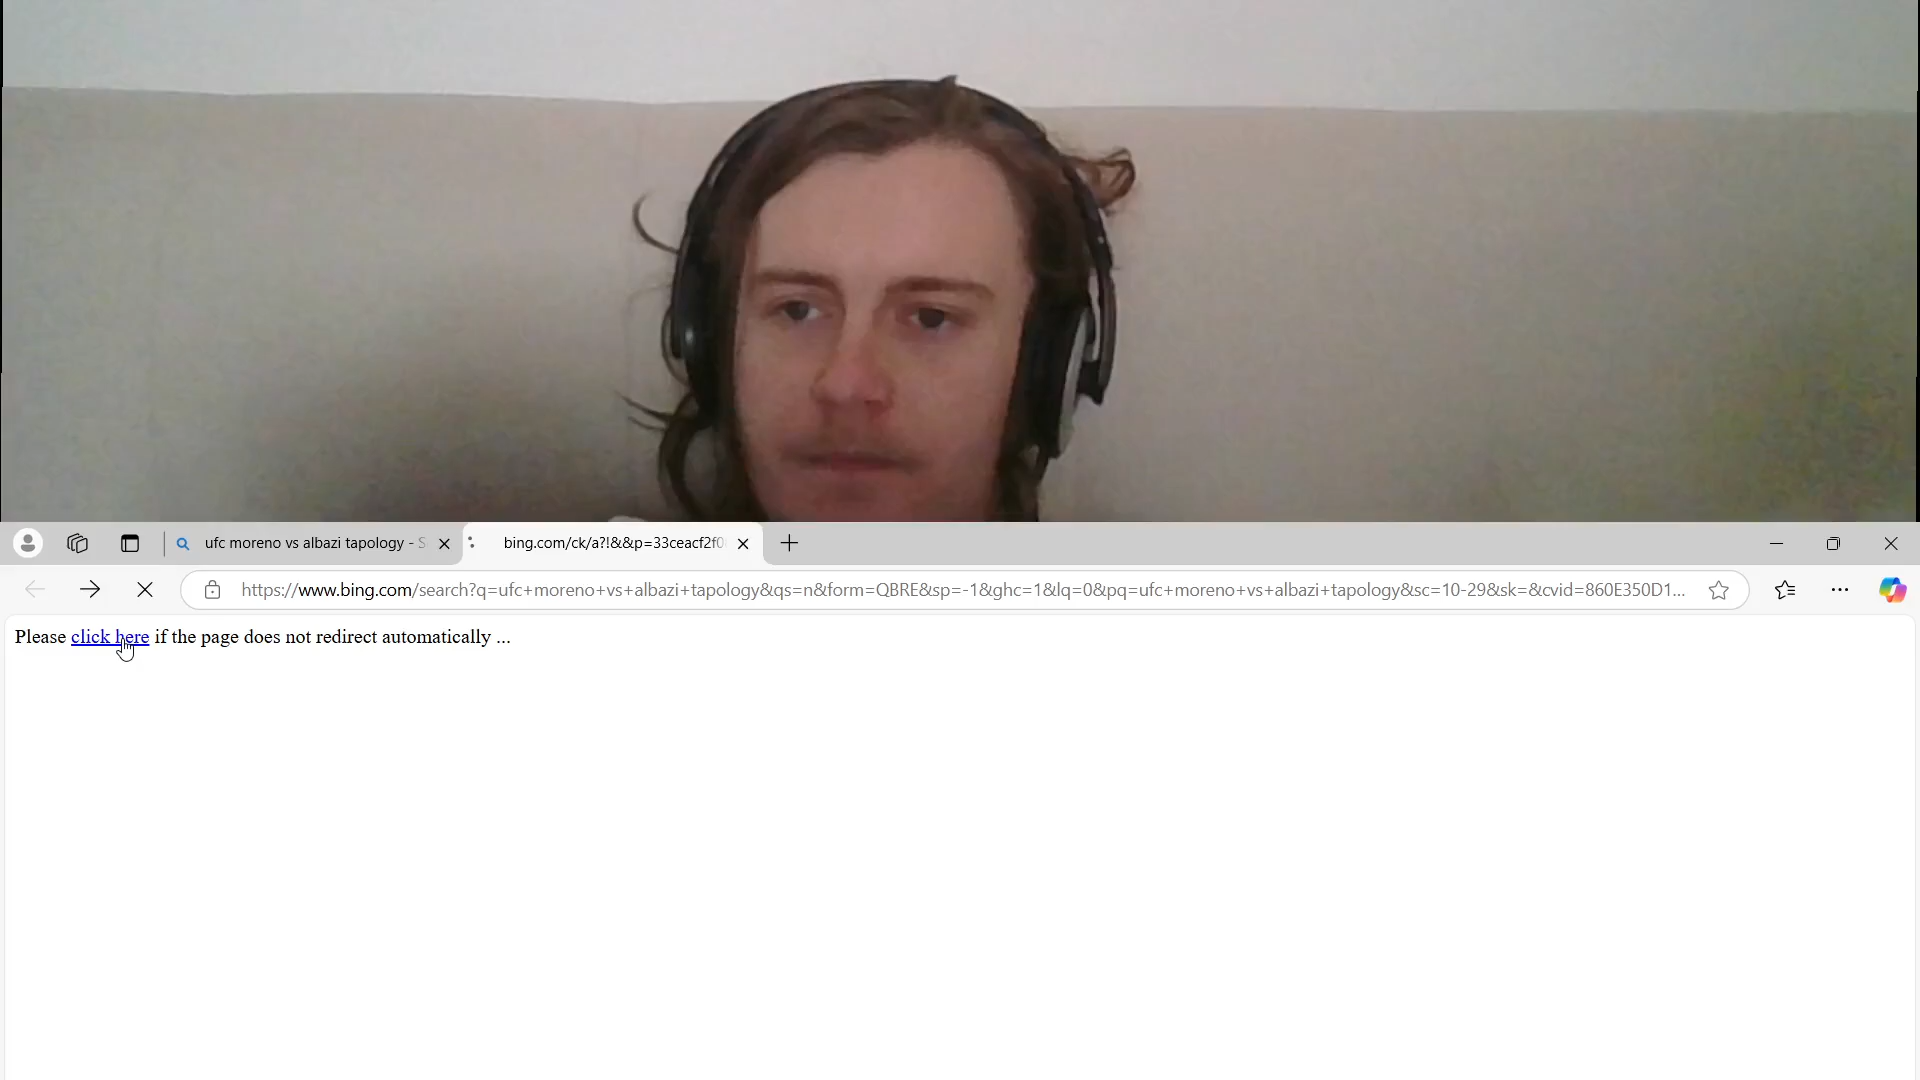 ufc moreno vs albazi tapology - S
bing.com/ck/a?!&&p=33ceacf2f0
https://www.bing.com/search?q=ufc+moreno+vs+albazi+tapology&qs=n&form=QBRE&sp=-1&ghc=1&lq=0&pq=ufc+moreno+vs+albazi+tapology&sc=10-29&sk=&cvid=860E350D1...
Please click here if the page does not redirect automatically ...